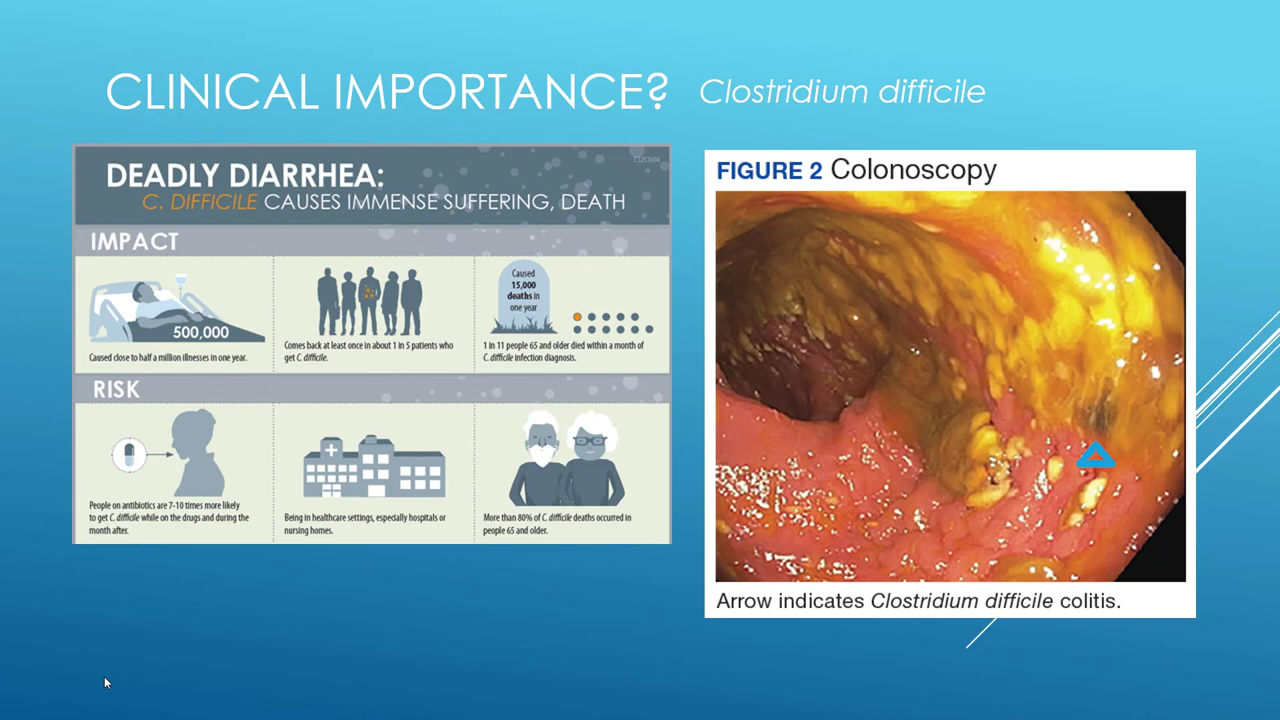 CLINICAL IMPORTANCE? Clostridium difficile
DEADLY DIARRHEA:
C. DIFFICILE CAUSES IMMENSE SUFFERING, DEATH
IMPACT
500,000
Caused close to half a million illnesses in one year.
Comes back at least once in about 1 in 5 patients who
get C. difficile.
Caused
15,000
deaths in
one year
1 in 11 people 65 and older died within a month of
C. difficile infection diagnosis.
RISK
People on antibiotics are 7-10 times more likely
to get C. difficile while on the drugs and during the
month after.
Being in healthcare settings, especially hospitals or
nursing homes.
More than 80% of C. difficile deaths occurred in
people 65 and older.
FIGURE 2 Colonoscopy
Arrow indicates Clostridium difficile colitis.